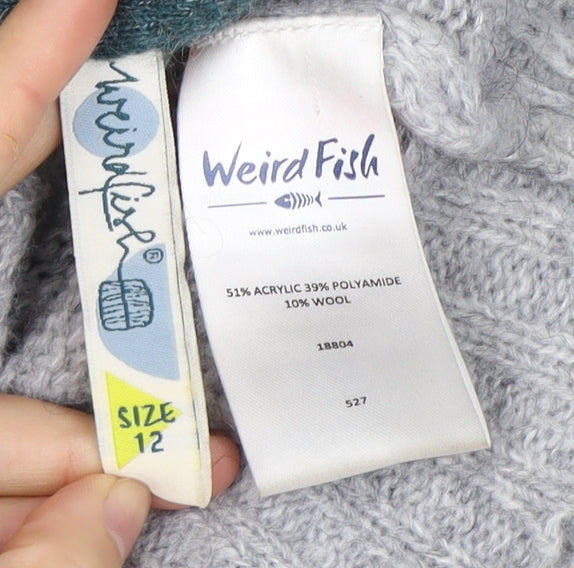 weirdfish®
SIZE
12
Weird Fish
www.weirdfish.co.uk
51% ACRYLIC 39% POLYAMIDE
10% WOOL
18804
527